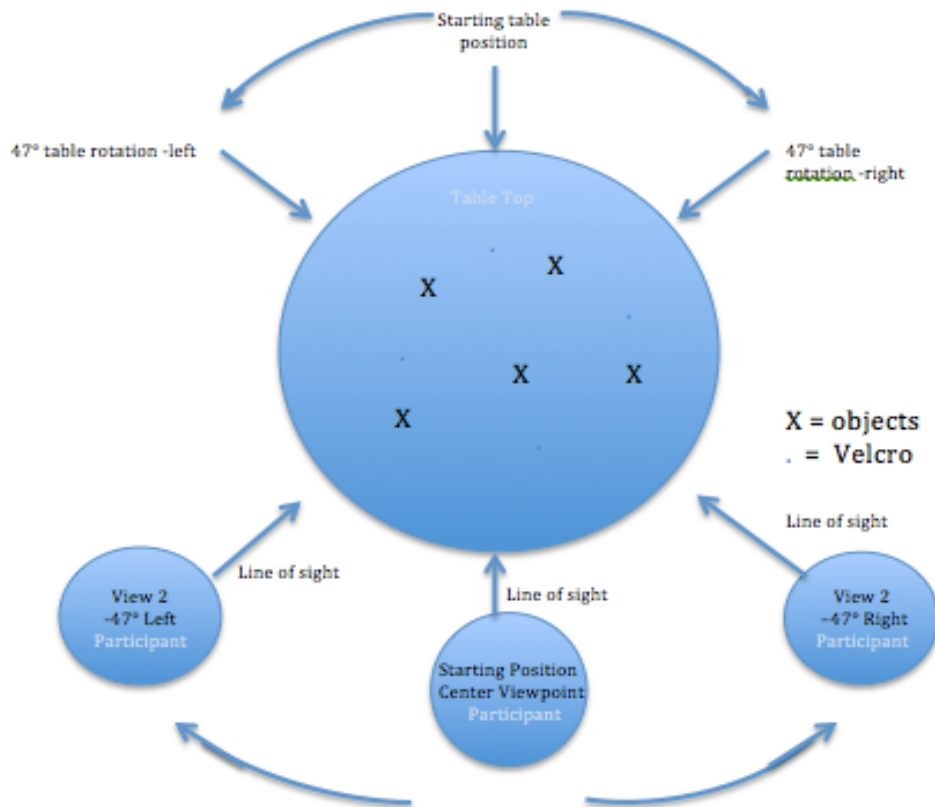 Starting table
position
47° table rotation -left
47° table
rotation -right
Table Top
X
X
X
X
X
X = objects
. = Velcro
Line of sight
Line of sight
Line of sight
View 2
-47° Left
Participant
View 2
-47° Right
Participant
Starting Position
Center Viewpoint
Participant